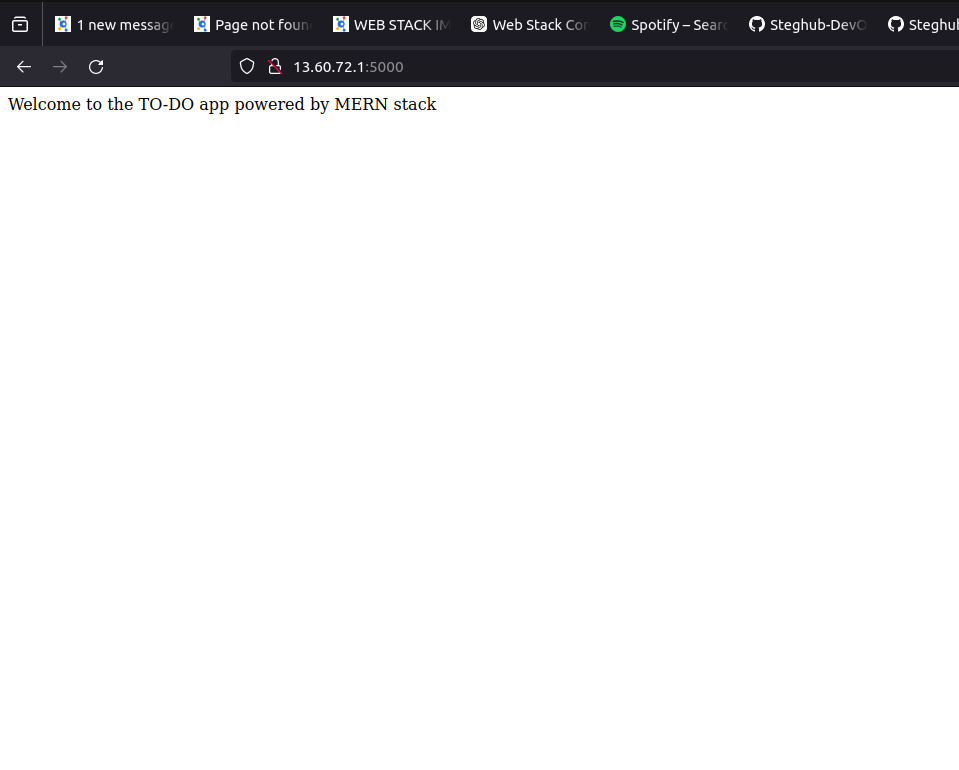 1 new messag
Page not foun
WEB STACK IM
Web Stack Con
Spotify – Searc
Steghub-DevO
Steghub
13.60.72.1:5000
Welcome to the TO-DO app powered by MERN stack